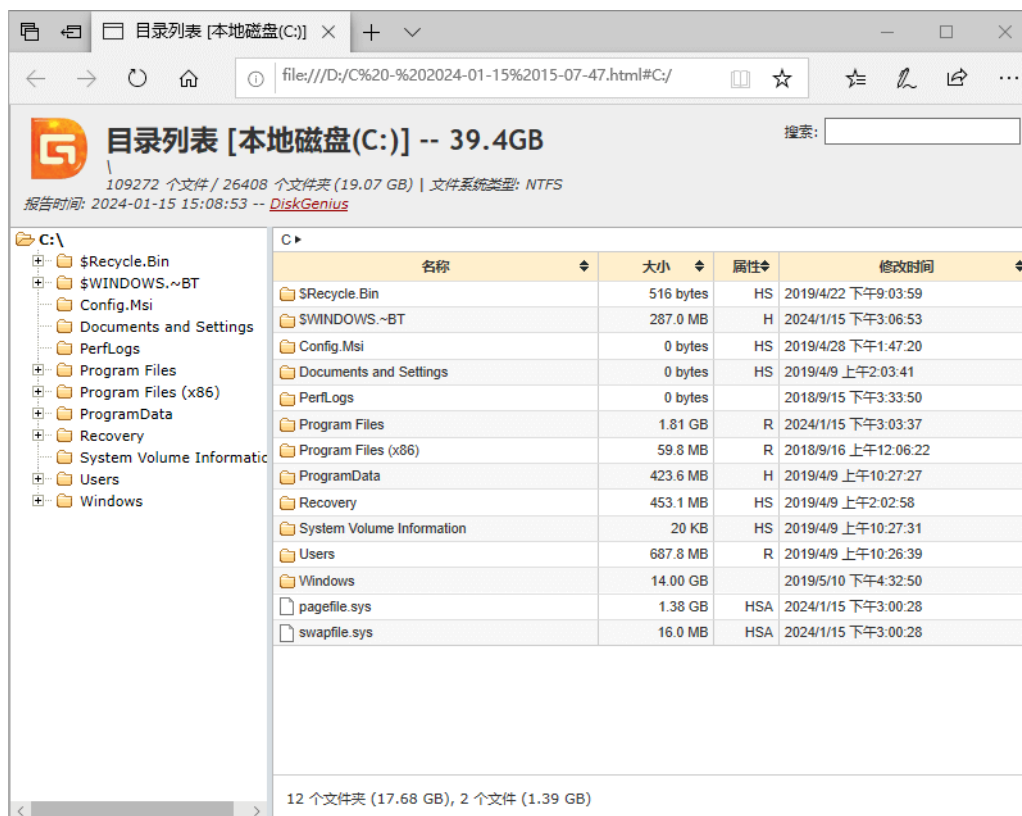 目录列表 [本地磁盘(C:)]
file:///D:/C%20-%202024-01-15%2015-07-47.html#C:/
目录列表 [本地磁盘(C:)] -- 39.4GB
搜索:
\
109272 个文件 / 26408 个文件夹 (19.07 GB) | 文件系统类型: NTFS
报告时间: 2024-01-15 15:08:53 -- DiskGenius
C:\
$Recycle.Bin
$WINDOWS.~BT
Config.Msi
Documents and Settings
PerfLogs
Program Files
Program Files (x86)
ProgramData
Recovery
System Volume Informatic
Users
Windows
C
名称 大小 属性 修改时间
$Recycle.Bin 516 bytes HS 2019/4/22 下午9:03:59
$WINDOWS.~BT 287.0 MB H 2024/1/15 下午3:06:53
Config.Msi 0 bytes HS 2019/4/28 下午1:47:20
Documents and Settings 0 bytes HS 2019/4/9 上午2:03:41
PerfLogs 0 bytes 2018/9/15 下午3:33:50
Program Files 1.81 GB R 2024/1/15 下午3:03:37
Program Files (x86) 59.8 MB R 2018/9/16 上午12:06:22
ProgramData 423.6 MB H 2019/4/9 上午10:27:27
Recovery 453.1 MB HS 2019/4/9 上午2:02:58
System Volume Information 20 KB HS 2019/4/9 上午10:27:31
Users 687.8 MB R 2019/4/9 上午10:26:39
Windows 14.00 GB 2019/5/10 下午4:32:50
pagefile.sys 1.38 GB HSA 2024/1/15 下午3:00:28
swapfile.sys 16.0 MB HSA 2024/1/15 下午3:00:28
12 个文件夹 (17.68 GB), 2 个文件 (1.39 GB)